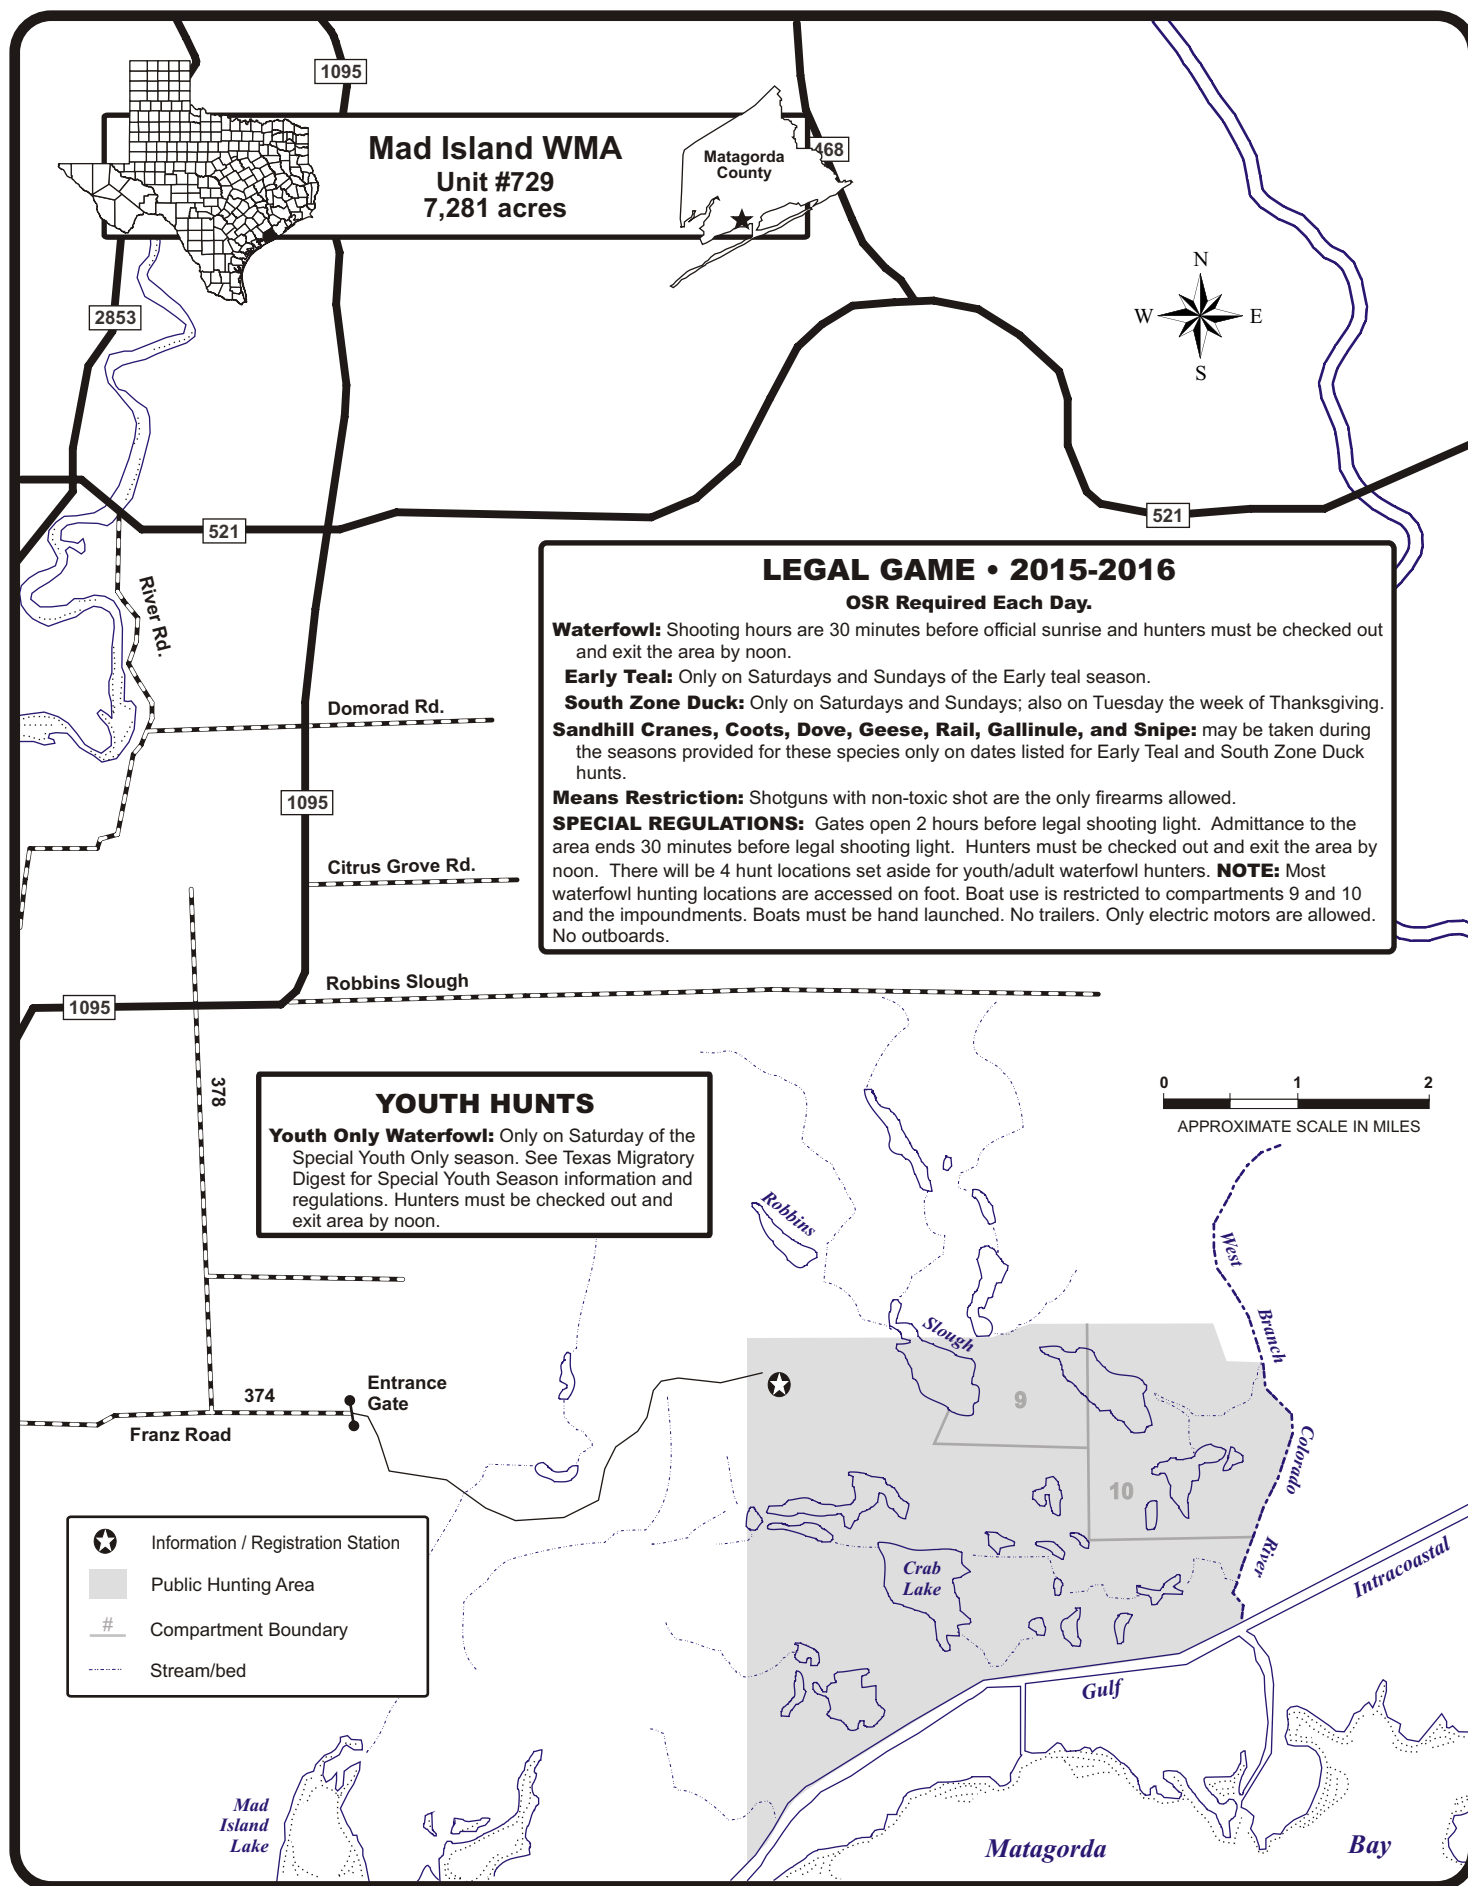 1095
Mad Island WMA
Unit #729
7,281 acres
Matagorda
County
468
N
W
E
S
2853
521
521
River Rd.
LEGAL GAME • 2015-2016
OSR Required Each Day.
Waterfowl: Shooting hours are 30 minutes before official sunrise and hunters must be checked out
and exit the area by noon.
Early Teal: Only on Saturdays and Sundays of the Early teal season.
South Zone Duck: Only on Saturdays and Sundays; also on Tuesday the week of Thanksgiving.
Sandhill Cranes, Coots, Dove, Geese, Rail, Gallinule, and Snipe: may be taken during
the seasons provided for these species only on dates listed for Early Teal and South Zone Duck
hunts.
Means Restriction: Shotguns with non-toxic shot are the only firearms allowed.
SPECIAL REGULATIONS: Gates open 2 hours before legal shooting light. Admittance to the
area ends 30 minutes before legal shooting light. Hunters must be checked out and exit the area by
noon. There will be 4 hunt locations set aside for youth/adult waterfowl hunters. NOTE: Most
waterfowl hunting locations are accessed on foot. Boat use is restricted to compartments 9 and 10
and the impoundments. Boats must be hand launched. No trailers. Only electric motors are allowed.
No outboards.
Domorad Rd.
1095
Citrus Grove Rd.
Robbins Slough
1095
378
YOUTH HUNTS
Youth Only Waterfowl: Only on Saturday of the
Special Youth Only season. See Texas Migratory
Digest for Special Youth Season information and
regulations. Hunters must be checked out and
exit area by noon.
0 1 2
APPROXIMATE SCALE IN MILES
Robbins
Slough
West
Branch
Colorado
River
374
Entrance
Gate
Franz Road
9
10
Crab
Lake
Information / Registration Station
Public Hunting Area
#
Compartment Boundary
Stream/bed
Gulf
Intracoastal
Mad
Island
Lake
Matagorda
Bay